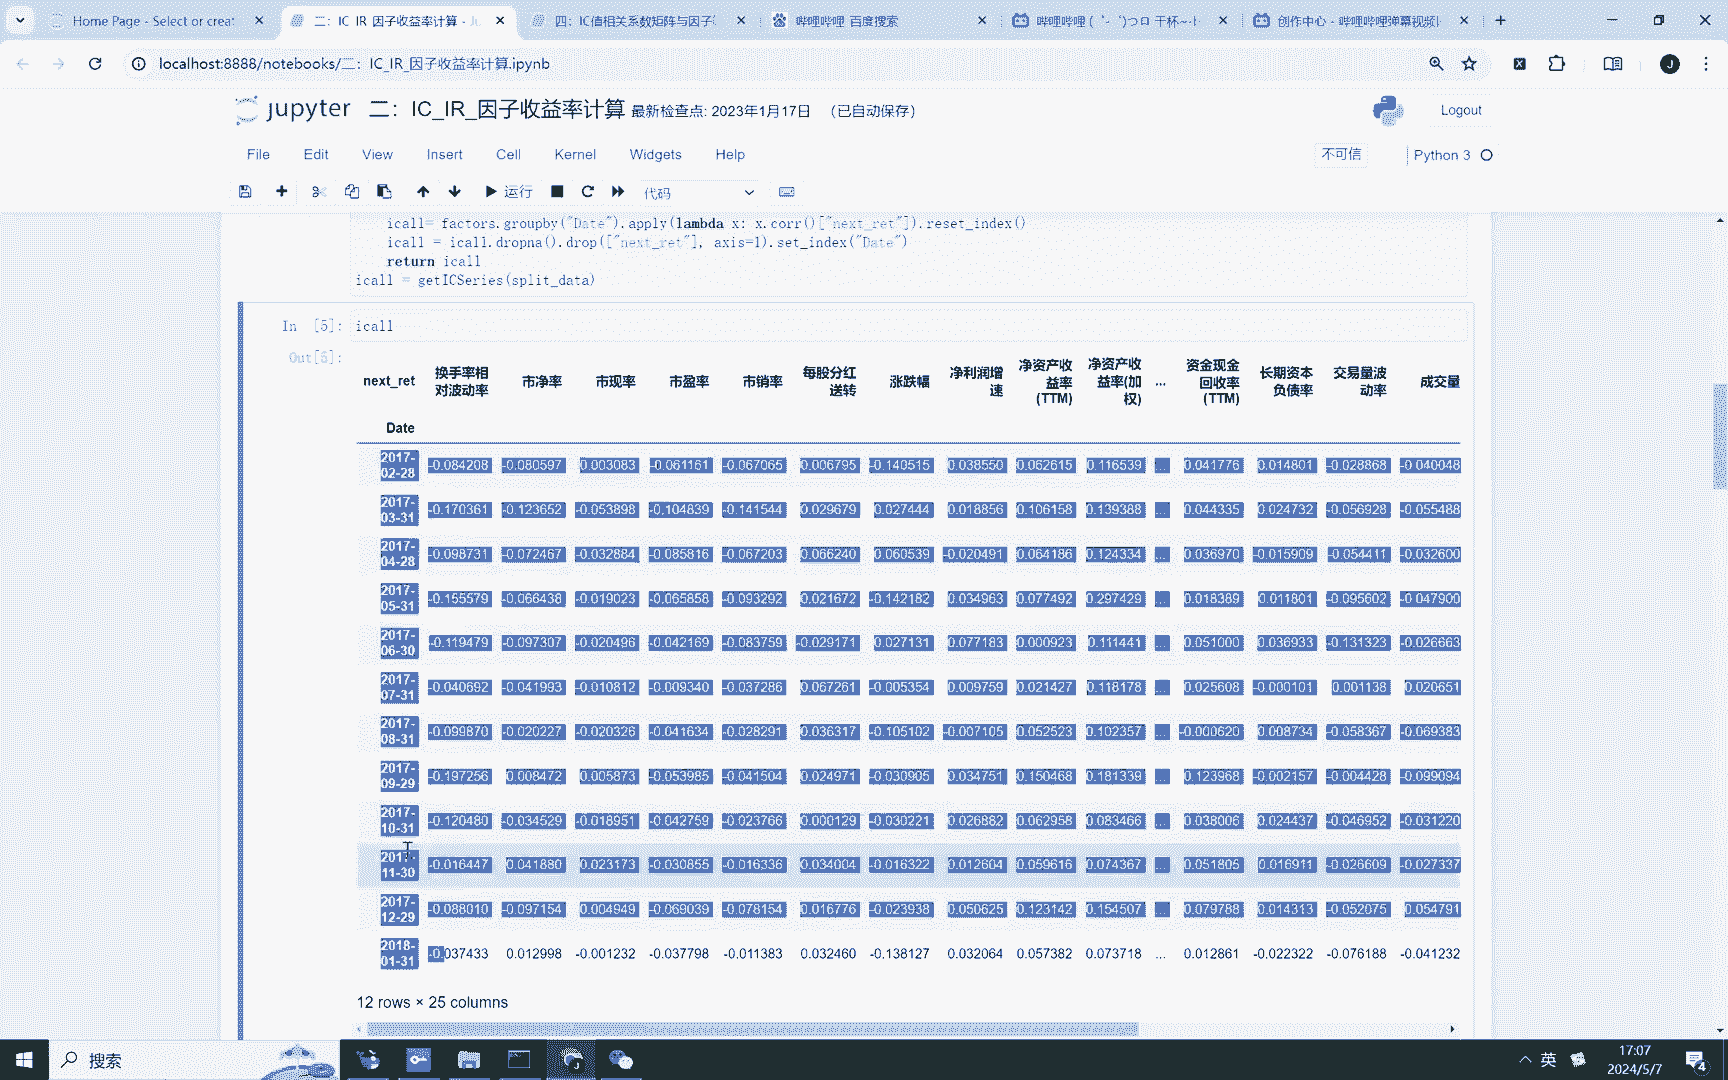 Home Page - Select or creat
二：IC_IR_因子收益率计算 - Ju
四：IC值相关系数矩阵与因子
哔哩哔哩_百度搜索
哔哩哔哩 (゜-゜)つロ 干杯~-b
创作中心 - 哔哩哔哩弹幕视频
localhost:8888/notebooks/二：IC_IR_因子收益率计算.ipynb
J
jupyter 二：IC_IR_因子收益率计算 最新检查点: 2023年1月17日 （已自动保存）
Logout
File Edit View Insert Cell Kernel Widgets Help
不可信 Python 3
运行 代码
icall= factors.groupby("Date").apply(lambda x: x.corr()["next_ret"]).reset_index()
icall = icall.dropna().drop(["next_ret"], axis=1).set_index("Date")
return icall
icall = getICSeries(split_data)
In [5]: icall
Out[5]:
next_ret 换手率相对波动率 市净率 市现率 市盈率 市销率 每股分红送转 涨跌幅 净利润增速 净资产收益率(TTM) 净资产收益率(加权) ... 资金现金回收率(TTM) 长期资本负债率 交易量波动率 成交量
Date
2017-02-28 -0.084208 -0.080597 0.003083 -0.061161 -0.067065 0.006795 -0.140515 0.038550 0.062615 0.116539 ... 0.041776 0.014801 -0.028868 -0.040048
2017-03-31 -0.170361 -0.123652 -0.053898 -0.104839 -0.141544 0.029679 0.027444 0.018856 0.106158 0.139388 ... 0.044335 0.024732 -0.056928 -0.055488
2017-04-28 -0.098731 -0.072467 -0.032884 -0.085816 -0.067203 0.066240 0.060539 -0.020491 0.064186 0.124334 ... 0.036970 -0.015909 -0.054411 -0.032600
2017-05-31 -0.155579 -0.066438 -0.019023 -0.065858 -0.093292 0.021672 -0.142182 0.034963 0.077492 0.297429 ... 0.018389 0.011801 -0.095602 -0.047900
2017-06-30 -0.119479 -0.097307 -0.020496 -0.042169 -0.083759 -0.029171 0.027131 0.077183 0.000923 0.111441 ... 0.051000 0.036933 -0.131323 -0.026663
2017-07-31 -0.040692 -0.041993 -0.010812 -0.009340 -0.037286 0.067261 -0.005354 0.009759 0.021427 0.118178 ... 0.025608 -0.000101 0.001138 0.020651
2017-08-31 -0.099870 -0.020227 -0.020326 -0.041634 -0.028291 0.036317 -0.105102 -0.007105 0.052523 0.102357 ... -0.000620 0.008734 -0.058367 -0.069383
2017-09-29 -0.197256 0.008472 0.005873 -0.053985 -0.041504 0.024971 -0.030905 0.034751 0.150468 0.181339 ... 0.123968 -0.002157 -0.004428 -0.099094
2017-10-31 -0.120480 -0.034529 -0.018951 -0.042759 -0.023766 0.000129 -0.030221 0.026882 0.062958 0.083466 ... 0.038006 0.024437 -0.046952 -0.031220
2017-11-30 -0.016447 0.041880 0.023173 -0.030855 -0.016336 0.034004 -0.016322 0.012604 0.059616 0.074367 ... 0.051805 0.016911 -0.026609 -0.027337
2017-12-29 -0.088010 -0.097154 0.004949 -0.069039 -0.078154 0.016776 -0.023938 0.050625 0.123142 0.154507 ... 0.079788 0.014313 -0.052075 0.054791
2018-01-31 -0.037433 0.012998 -0.001232 -0.037798 -0.011383 0.032460 -0.138127 0.032064 0.057382 0.073718 ... 0.012861 -0.022322 -0.076188 -0.041232
12 rows × 25 columns
搜索
英
17:07
2024/5/7
4